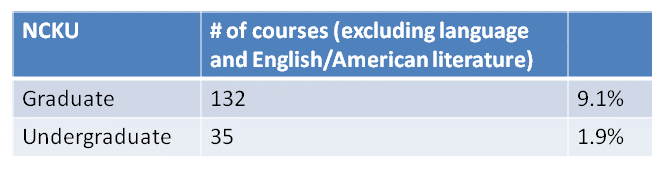 NCKU # of courses (excluding language
and English/American literature)
Graduate 132 9.1%
Undergraduate 35 1.9%